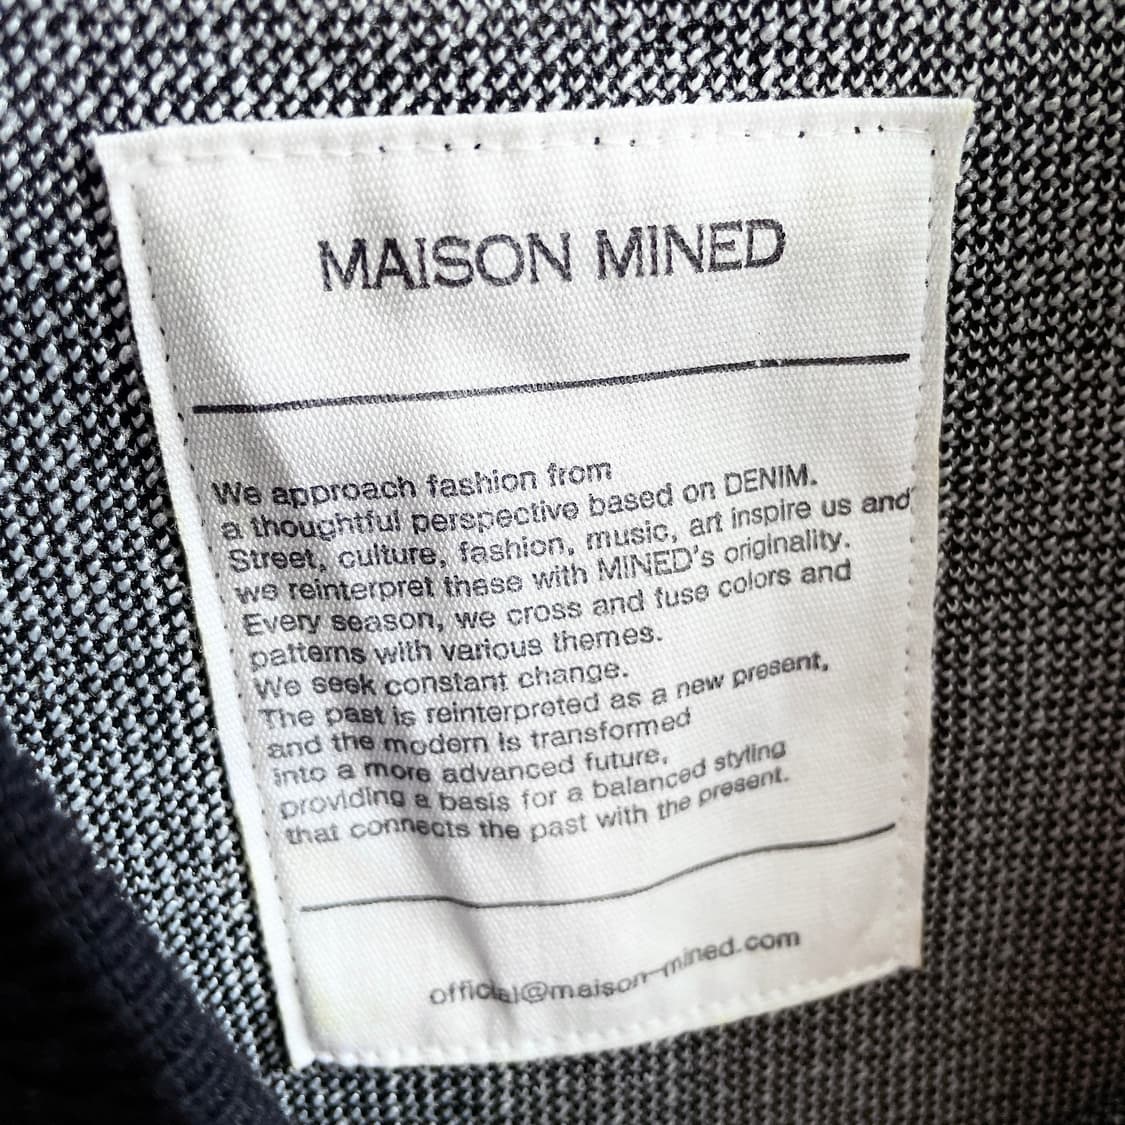 MAISON MINED
We approach fashion from
a thoughtful perspective based on DENIM.
Street, culture, fashion, music, art inspire us and
we reinterpret these with MINED's originality.
Every season, we cross and fuse colors and
patterns with various themes.
We seek constant change.
The past is reinterpreted as a new present,
and the modern is transformed
into a more advanced future,
providing a basis for a balanced styling
that connects the past with the present.
official@maison-mined.com